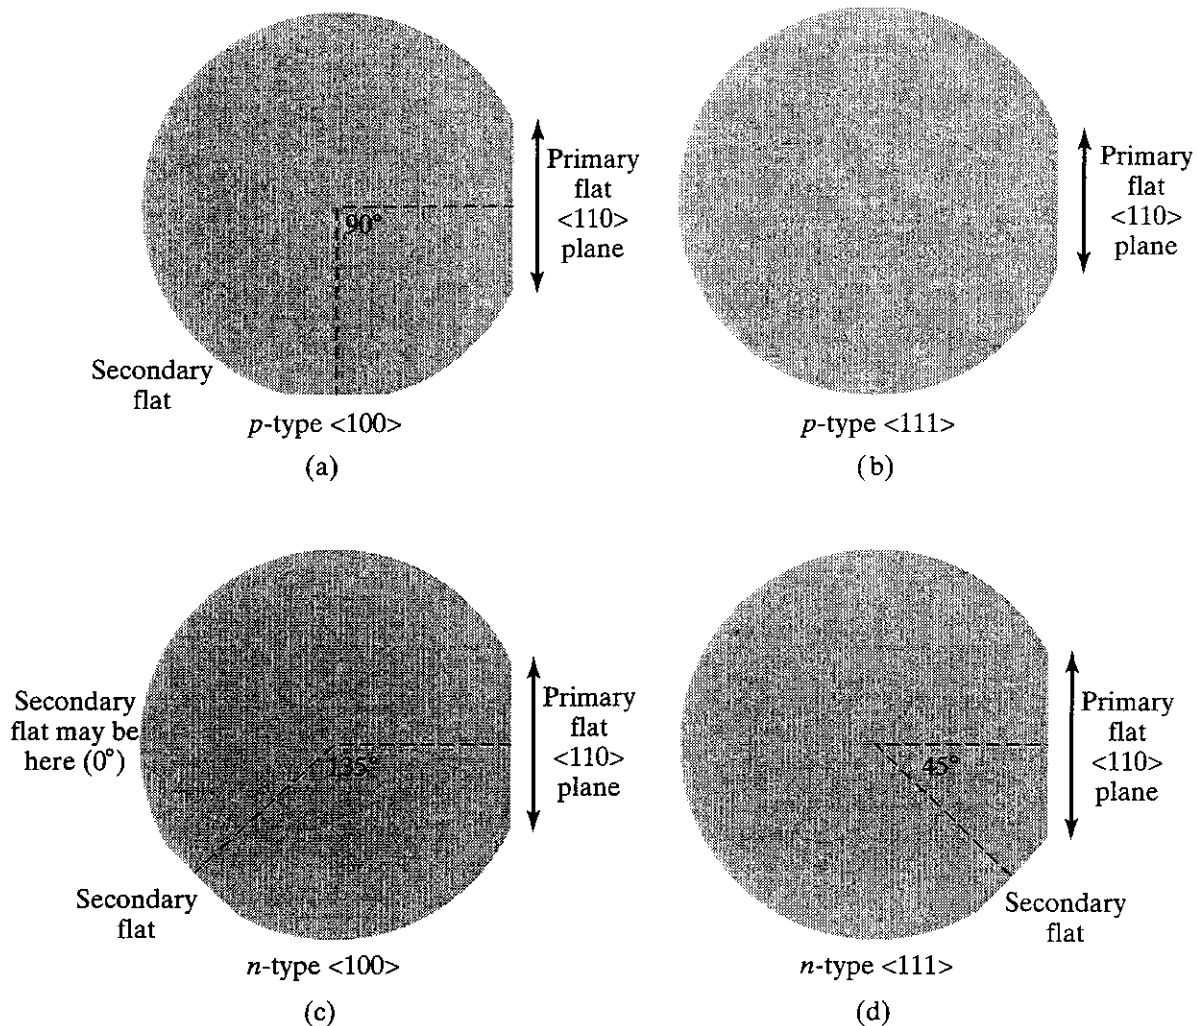 Primary
flat
<110>
plane
90°
Secondary
flat
p-type <100>
(a)
Primary
flat
<110>
plane
p-type <111>
(b)
Secondary
flat may be
here (0°)
135°
Primary
flat
<110>
plane
Secondary
flat
n-type <100>
(c)
45°
Primary
flat
<110>
plane
Secondary
flat
n-type <111>
(d)